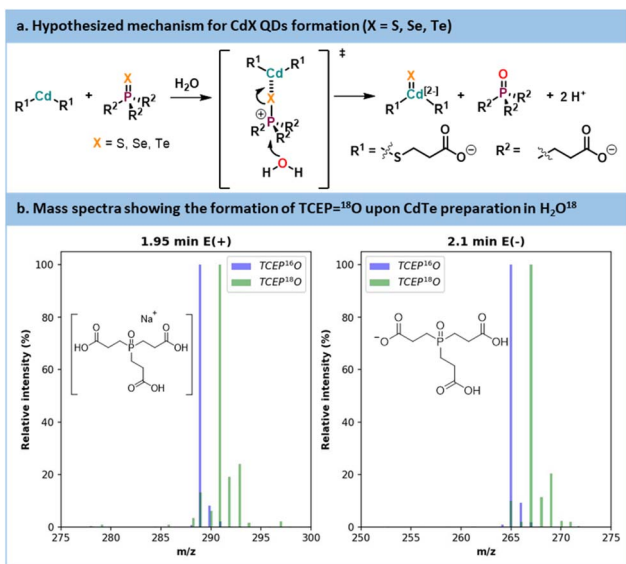 a. Hypothesized mechanism for CdX QDs formation (X = S, Se, Te)
R¹ Cd R¹ + X P R² R² R² H₂O R¹ R¹ Cd X ⊕ P R² R² R² H O H ‡ X Cd [2-] R¹ R¹ + O P R² R² R² + 2 H⁺
X = S, Se, Te
R¹ = S O O⊖ R² = O O⊖
b. Mass spectra showing the formation of TCEP=¹⁸O upon CdTe preparation in H₂O¹⁸
1.95 min E(+)
Relative intensity (%)
100
80
60
40
20
0
275 280 285 290 295 300
m/z
TCEP¹⁶O
TCEP¹⁸O
Na⁺
O HO P O O OH O OH
2.1 min E(-)
Relative intensity (%)
100
80
60
40
20
0
250 255 260 265 270 275
m/z
TCEP¹⁶O
TCEP¹⁸O
O ⁻O P O O OH O OH